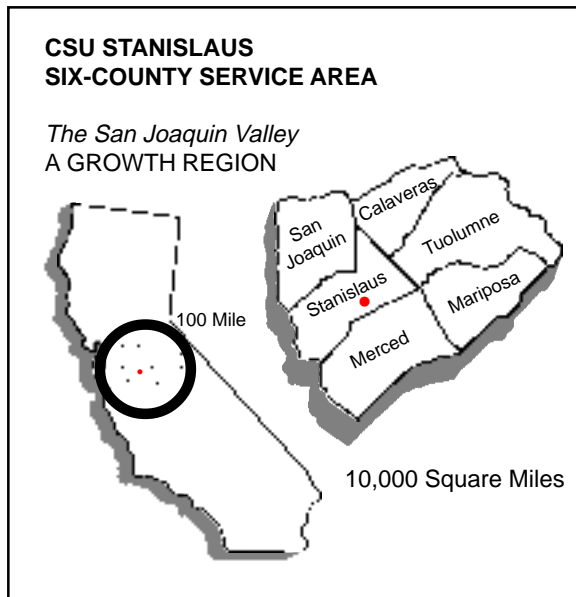 CSU STANISLAUS
SIX-COUNTY SERVICE AREA
The San Joaquin Valley
A GROWTH REGION
Calaveras
San
Joaquin
Tuolumne
Stanislaus
Mariposa
100 Mile
Merced
10,000 Square Miles